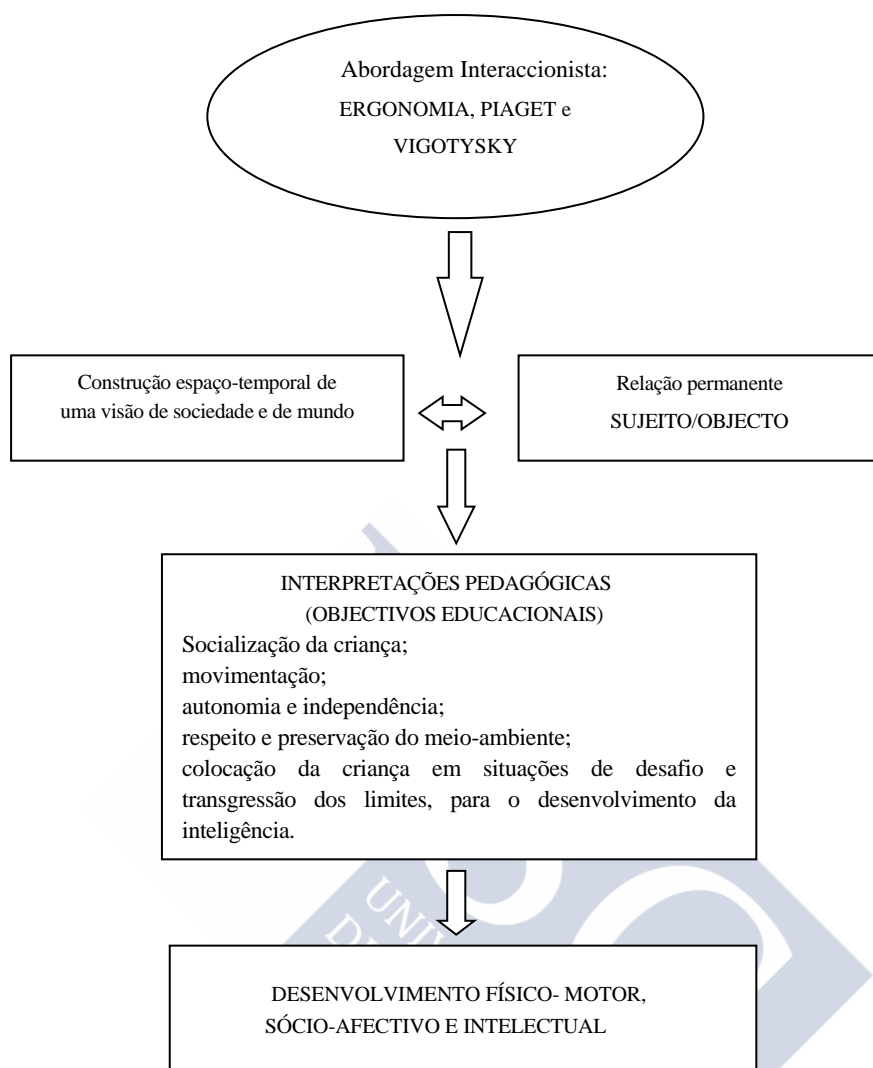 Abordagem Interaccionista:
ERGONOMIA, PIAGET e
VIGOTYSKY
Construção espaço-temporal de
uma visão de sociedade e de mundo
Relação permanente
SUJEITO/OBJECTO
INTERPRETAÇÕES PEDAGÓGICAS
(OBJECTIVOS EDUCACIONAIS)
Socialização da criança;
movimentação;
autonomia e independência;
respeito e preservação do meio-ambiente;
colocação da criança em situações de desafio e
transgressão dos limites, para o desenvolvimento da
inteligência.
DESENVOLVIMENTO FÍSICO- MOTOR,
SÓCIO-AFECTIVO E INTELECTUAL